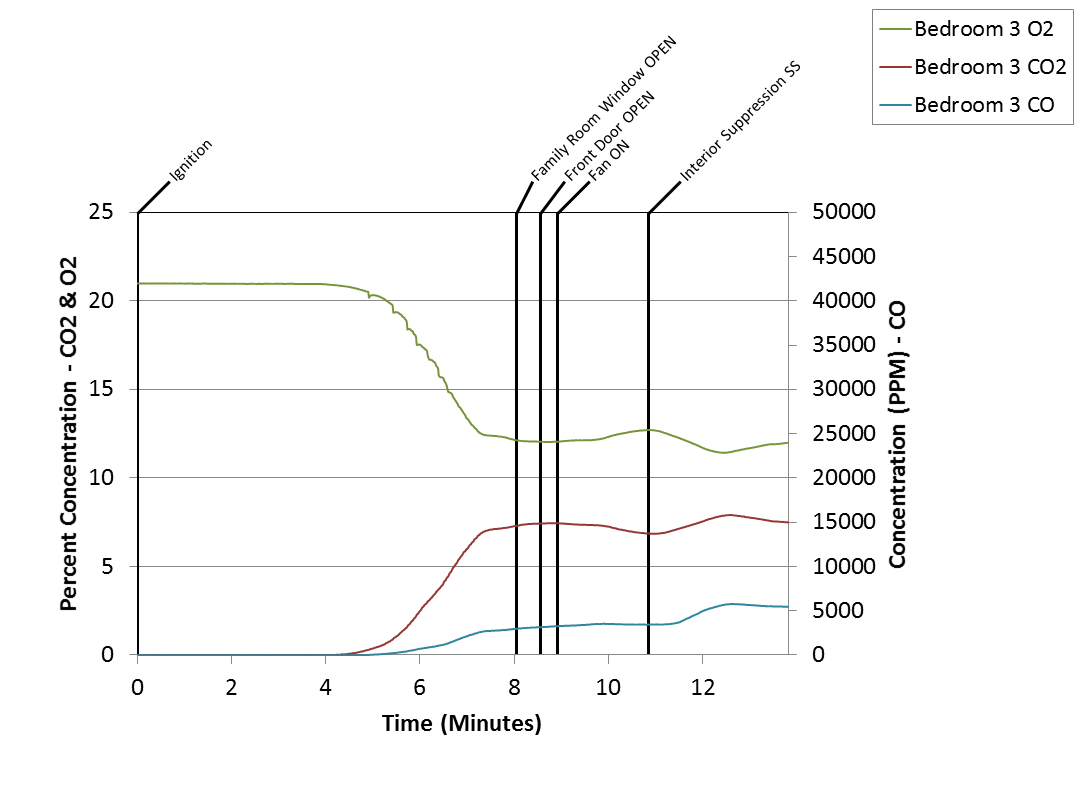 Bedroom 3 O2
Bedroom 3 CO2
Bedroom 3 CO
Ignition
Family Room Window OPEN
Front Door OPEN
Fan ON
Interior Suppression SS
Percent Concentration - CO2 & O2
25
20
15
10
5
0
50000
45000
40000
35000
30000
25000
20000
15000
10000
5000
0
Concentration (PPM) - CO
0 2 4 6 8 10 12
Time (Minutes)